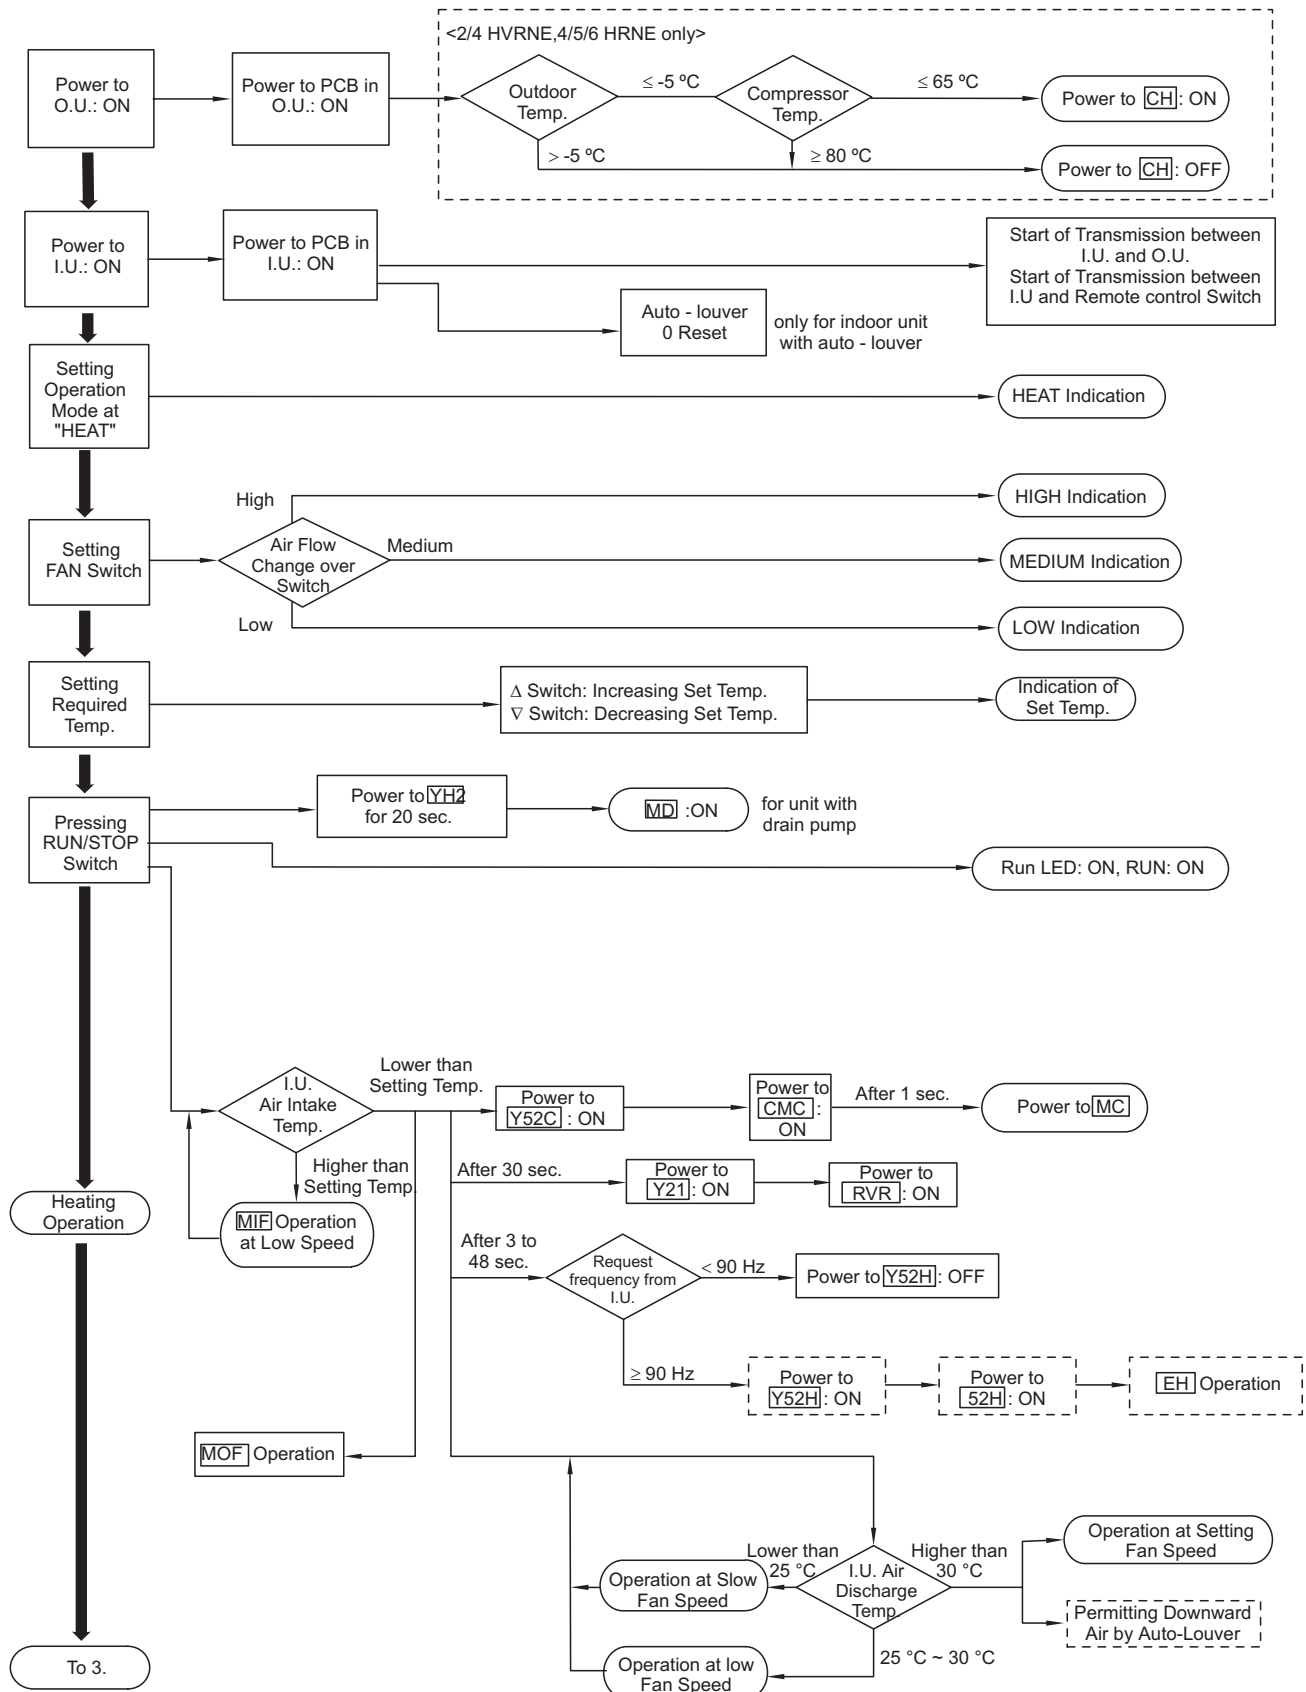 <2/4 HVRNE,4/5/6 HRNE only>
Power to
O.U.: ON
Power to PCB in
O.U.: ON
Outdoor
Temp.
≤ -5 ºC
Compressor
Temp.
≤ 65 ºC
Power to CH : ON
> -5 ºC
≥ 80 ºC
Power to CH : OFF
Power to
I.U.: ON
Power to PCB in
I.U.: ON
Start of Transmission between
I.U. and O.U.
Start of Transmission between
I.U and Remote control Switch
Auto - louver
0 Reset
only for indoor unit
with auto - louver
Setting
Operation
Mode at
"HEAT"
HEAT Indication
High
HIGH Indication
Setting
FAN Switch
Air Flow
Change over
Switch
Medium
MEDIUM Indication
Low
LOW Indication
Setting
Required
Temp.
Δ Switch: Increasing Set Temp.
∇ Switch: Decreasing Set Temp.
Indication of
Set Temp.
Pressing
RUN/STOP
Switch
Power to YH2
for 20 sec.
MD :ON
for unit with
drain pump
Run LED: ON, RUN: ON
I.U.
Air Intake
Temp.
Lower than
Setting Temp.
Power to
Y52C : ON
Power to
CMC :
ON
After 1 sec.
Power to MC
Higher than
Setting Temp.
MIF Operation
at Low Speed
After 30 sec.
Power to
Y21 : ON
Power to
RVR : ON
Heating
Operation
After 3 to
48 sec.
Request
frequency from
I.U.
< 90 Hz
Power to Y52H : OFF
≥ 90 Hz
Power to
Y52H : ON
Power to
52H : ON
EH Operation
MOF Operation
Lower than
25 °C
I.U. Air
Discharge
Temp.
Higher than
30 °C
Operation at Setting
Fan Speed
Operation at Slow
Fan Speed
Permitting Downward
Air by Auto-Louver
25 °C ~ 30 °C
Operation at low
Fan Speed
To 3.